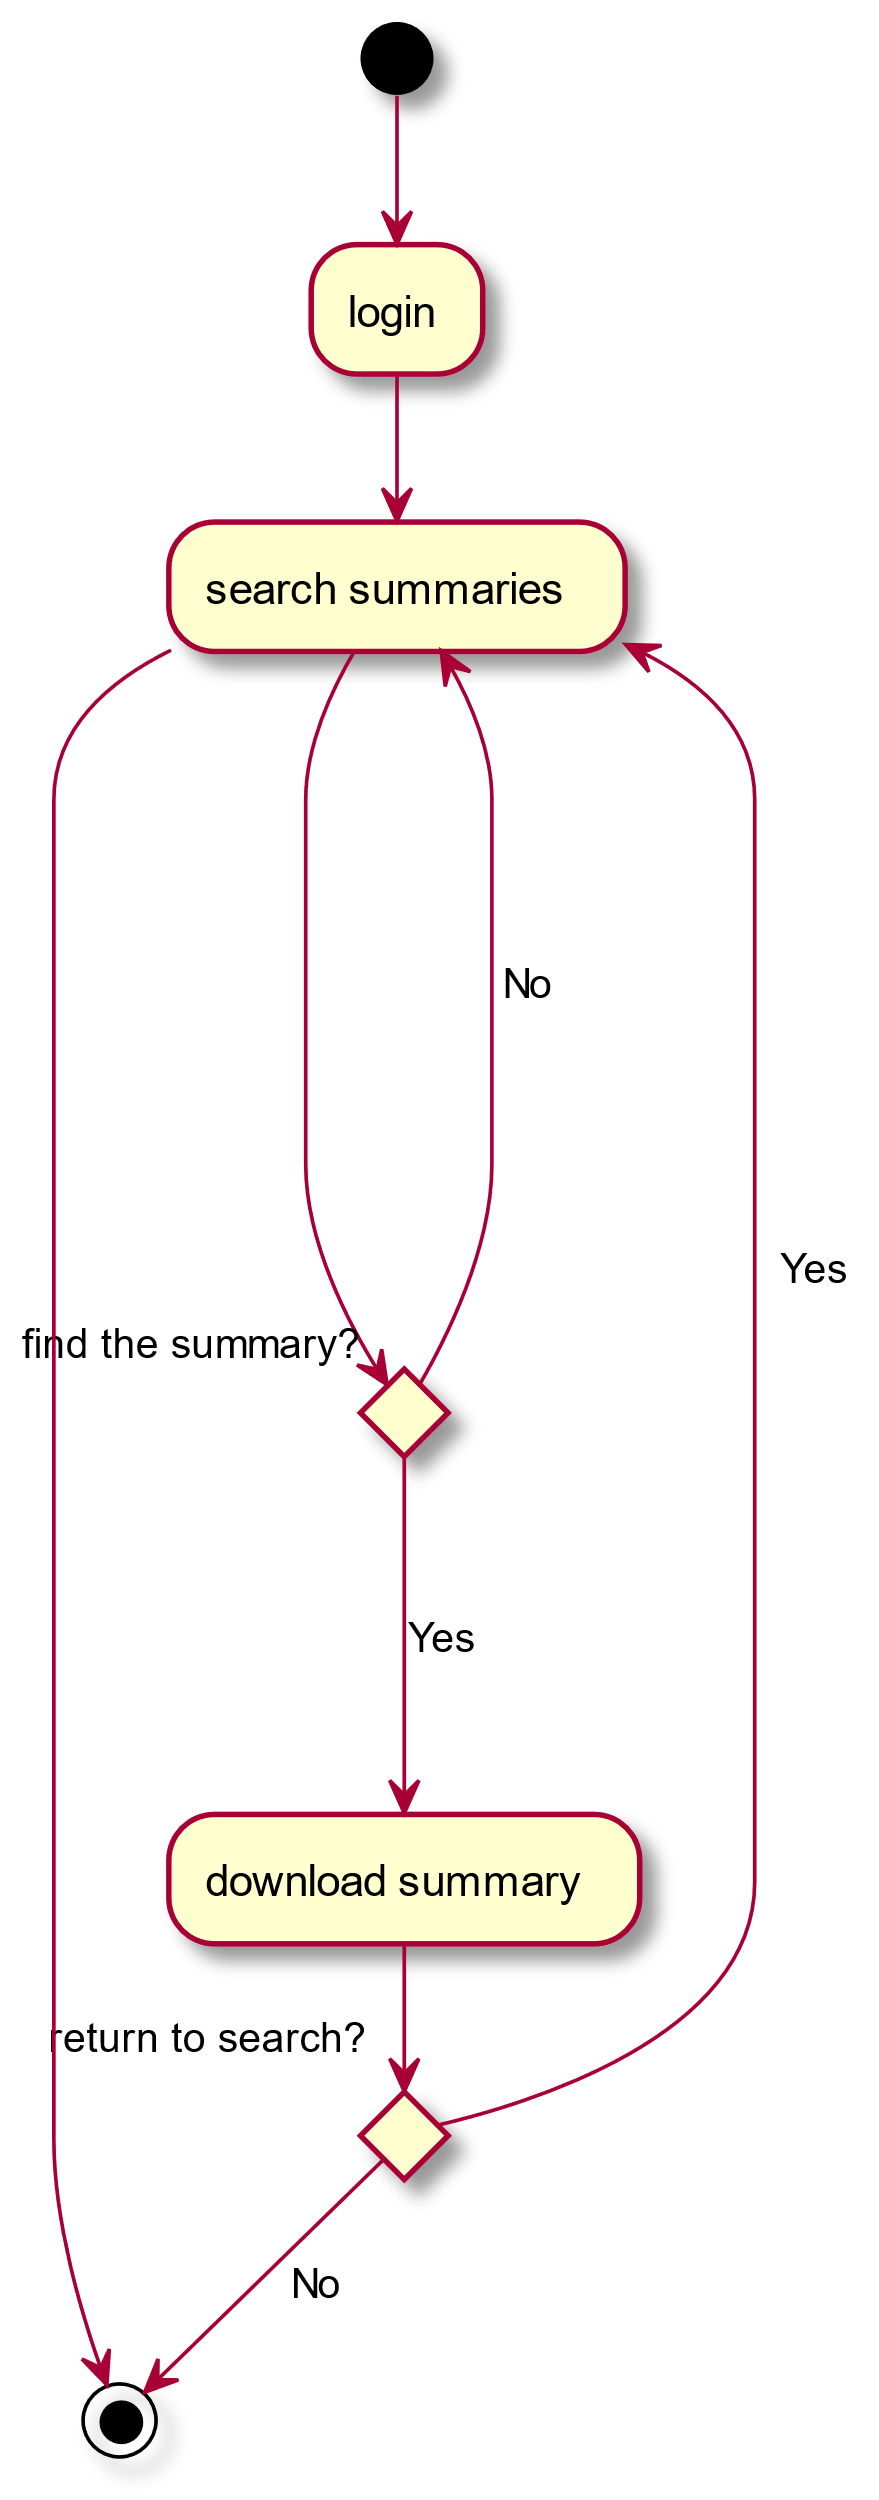 login
search summaries
No
Yes
find the summary?
Yes
download summary
return to search?
No